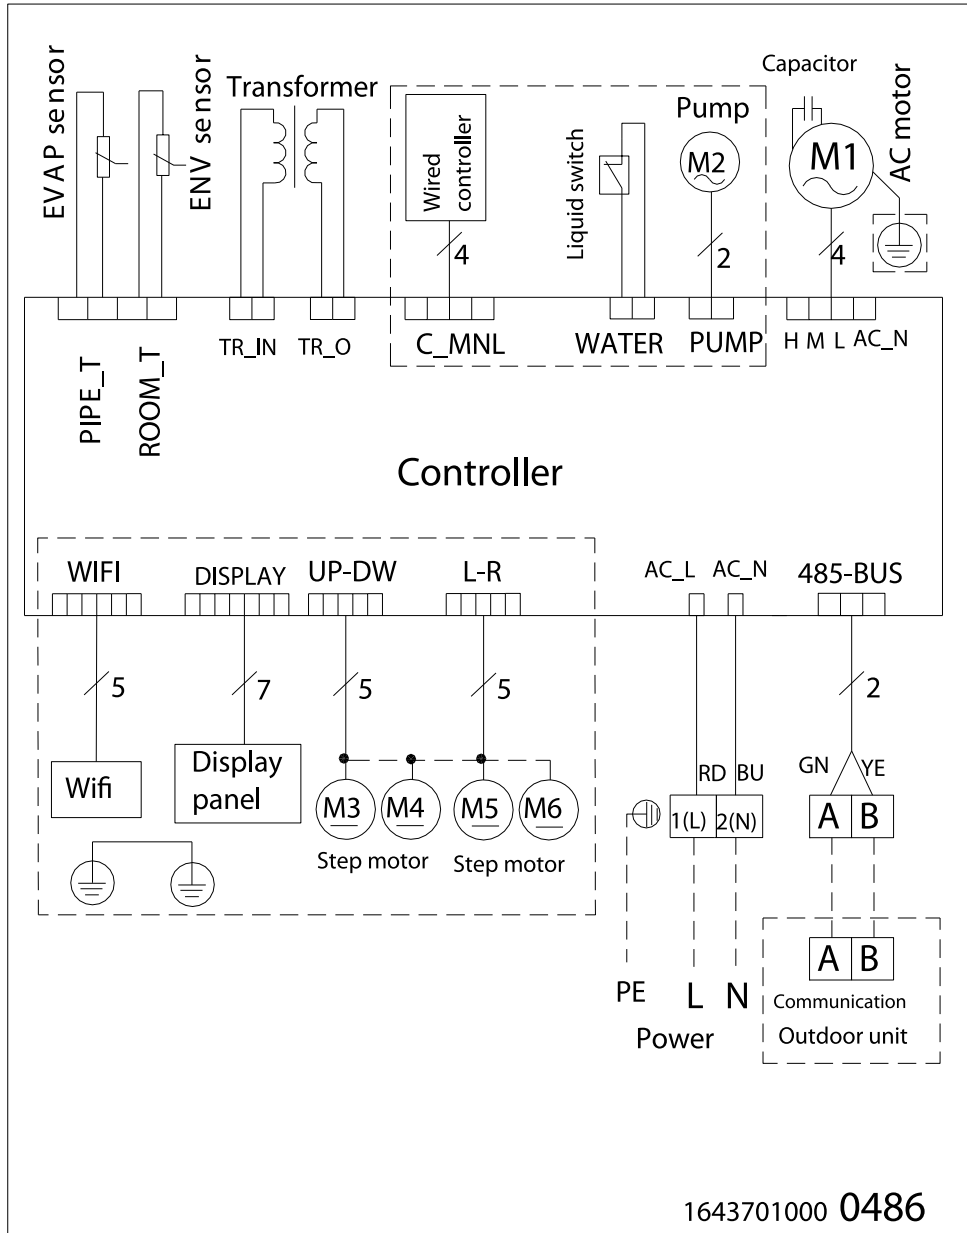 EVAP sensor
ENV sensor
Transformer
Wired
controller
4
Liquid switch
Pump
M2
2
Capacitor
M1
AC motor
4
PIPE_T
ROOM_T
TR_IN
TR_O
C_MNL
WATER
PUMP
H M L AC_N
Controller
WIFI
DISPLAY
UP-DW
L-R
AC_L
AC_N
485-BUS
5
7
5
5
2
Wifi
Display
panel
M3
M4
M5
M6
Step motor
Step motor
RD
BU
1(L)
2(N)
GN
YE
A B
A B
PE
L
N
Power
Communication
Outdoor unit
1643701000 0486